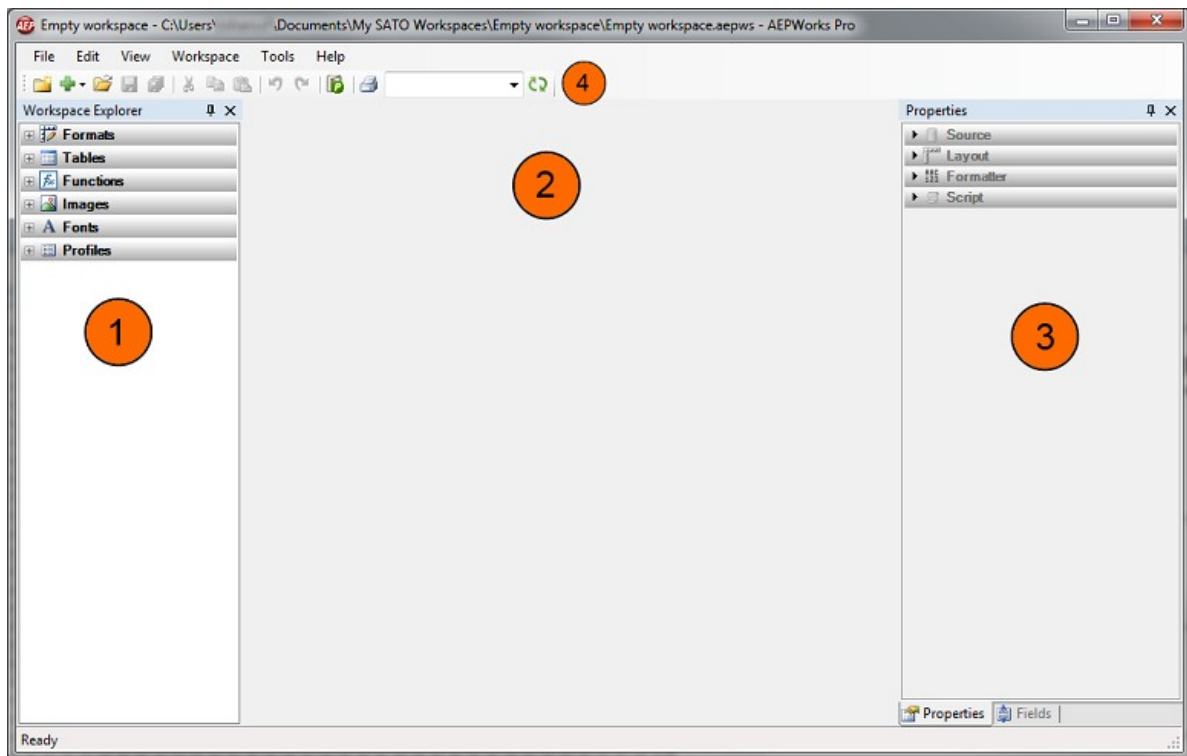 Empty workspace - C:\Users\ .Documents\My SATO Workspaces\Empty workspace\Empty workspace.aepws - AEPWorks Pro
File Edit View Workspace Tools Help
4
Workspace Explorer
Properties
Formats
Tables
Functions
Images
Fonts
Profiles
Source
Layout
Formatter
Script
2
1
3
Properties Fields
Ready